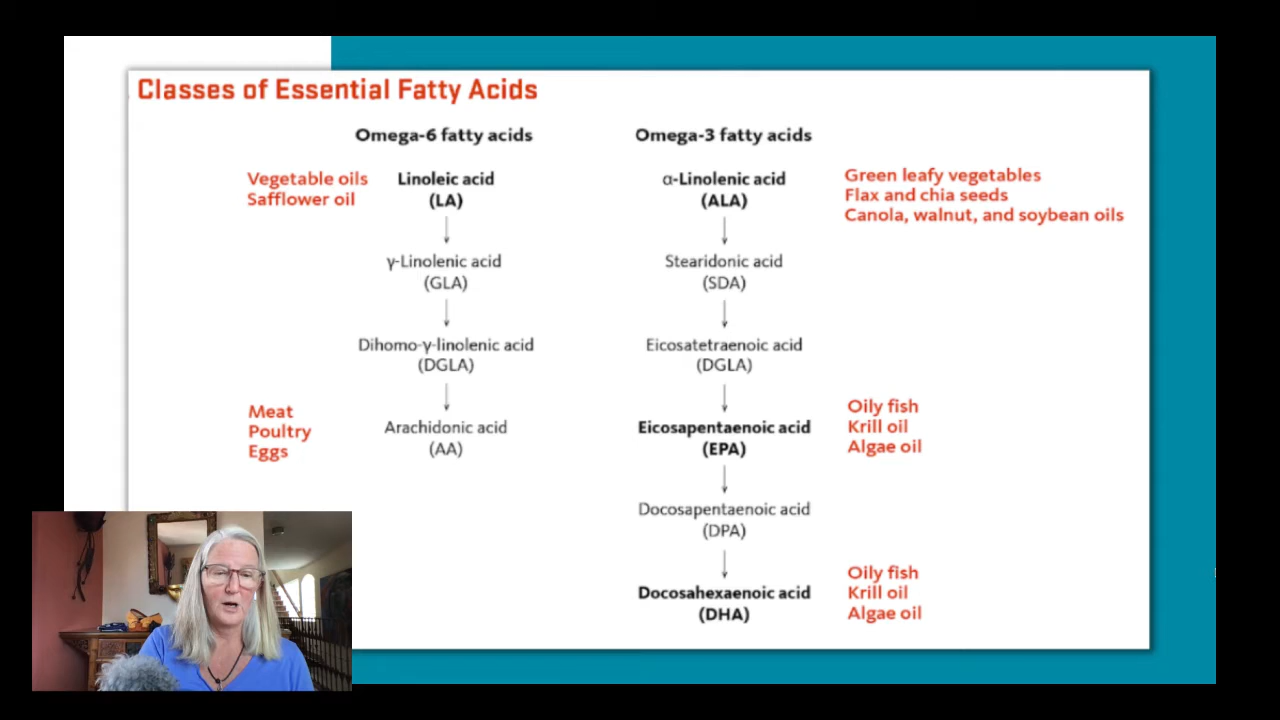 Classes of Essential Fatty Acids
Omega-6 fatty acids
Vegetable oils
Safflower oil
Linoleic acid
(LA)
γ-Linolenic acid
(GLA)
Dihomo-γ-linolenic acid
(DGLA)
Meat
Poultry
Eggs
Arachidonic acid
(AA)
Omega-3 fatty acids
α-Linolenic acid
(ALA)
Green leafy vegetables
Flax and chia seeds
Canola, walnut, and soybean oils
Stearidonic acid
(SDA)
Eicosatetraenoic acid
(DGLA)
Eicosapentaenoic acid
(EPA)
Oily fish
Krill oil
Algae oil
Docosapentaenoic acid
(DPA)
Docosahexaenoic acid
(DHA)
Oily fish
Krill oil
Algae oil